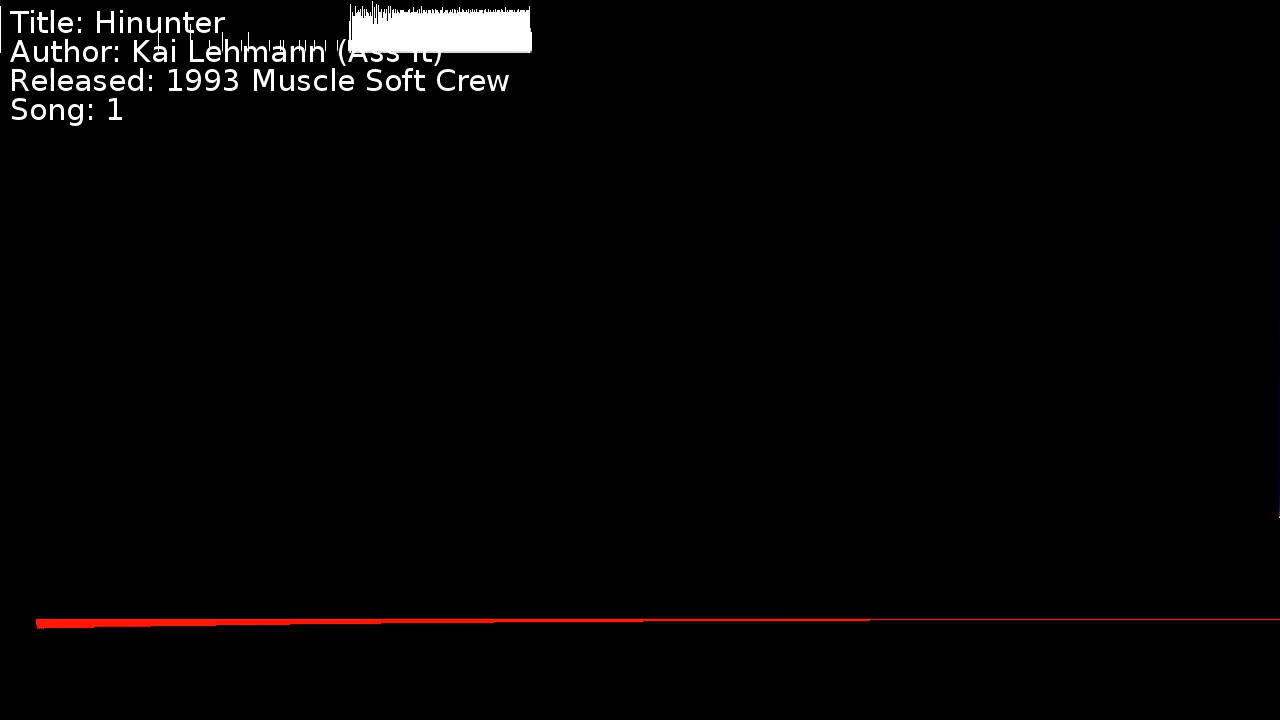 Title: Hinunter
Author: Kai Lehmann (Ass It)
Released: 1993 Muscle Soft Crew
Song: 1